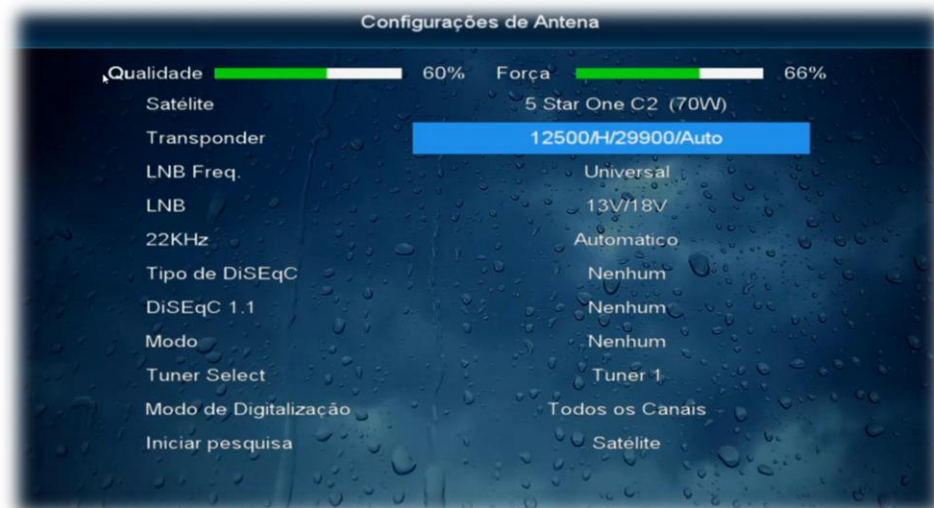 Configurações de Antena
Qualidade 60% Força 66%
Satélite 5 Star One C2 (70W)
Transponder 12500/H/29900/Auto
LNB Freq. Universal
LNB 13V/18V
22KHz Automatico
Tipo de DiSEqC Nenhum
DiSEqC 1.1 Nenhum
Modo Nenhum
Tuner Select Tuner 1
Modo de Digitalização Todos os Canais
Iniciar pesquisa Satélite